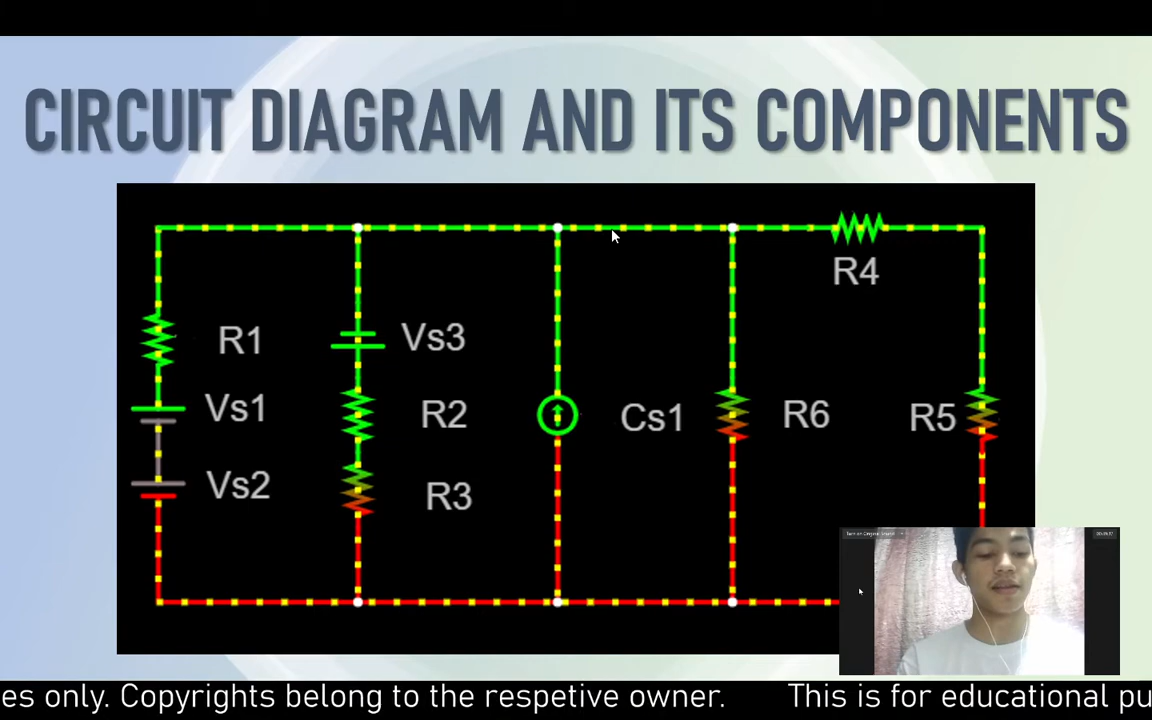 CIRCUIT DIAGRAM AND ITS COMPONENTS
R4
R1
Vs3
Vs1
R2
Cs1
R6
R5
Vs2
R3
es only. Copyrights belong to the respetive owner. This is for educational pu